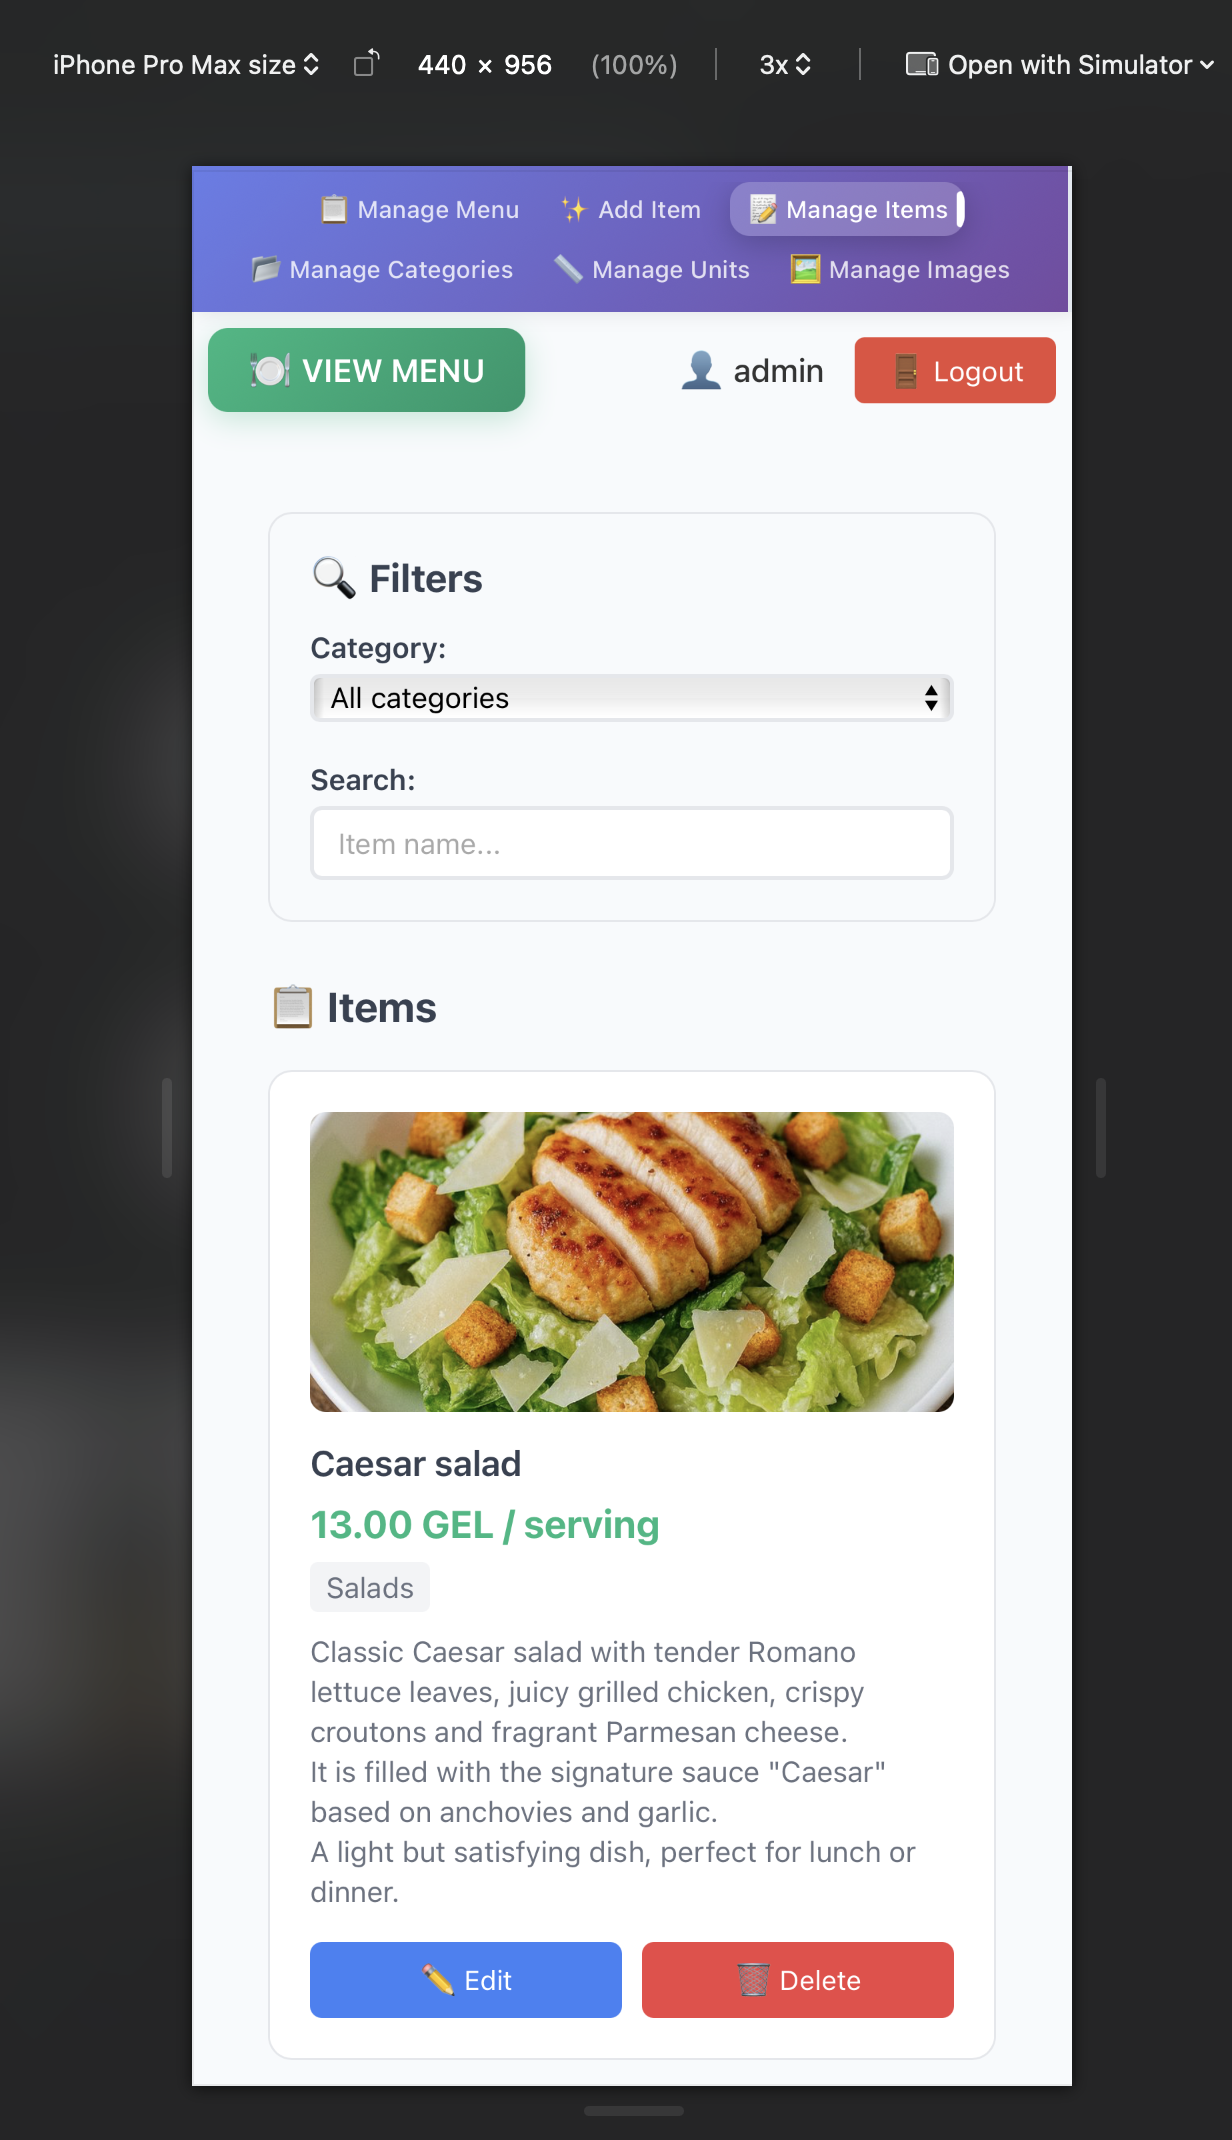 iPhone Pro Max size 440 × 956 (100%) 3x Open with Simulator
Manage Menu Add Item Manage Items
Manage Categories Manage Units Manage Images
VIEW MENU admin Logout
Filters
Category:
All categories
Search:
Item name...
Items
Caesar salad
13.00 GEL / serving
Salads
Classic Caesar salad with tender Romano
lettuce leaves, juicy grilled chicken, crispy
croutons and fragrant Parmesan cheese.
It is filled with the signature sauce "Caesar"
based on anchovies and garlic.
A light but satisfying dish, perfect for lunch or
dinner.
Edit Delete